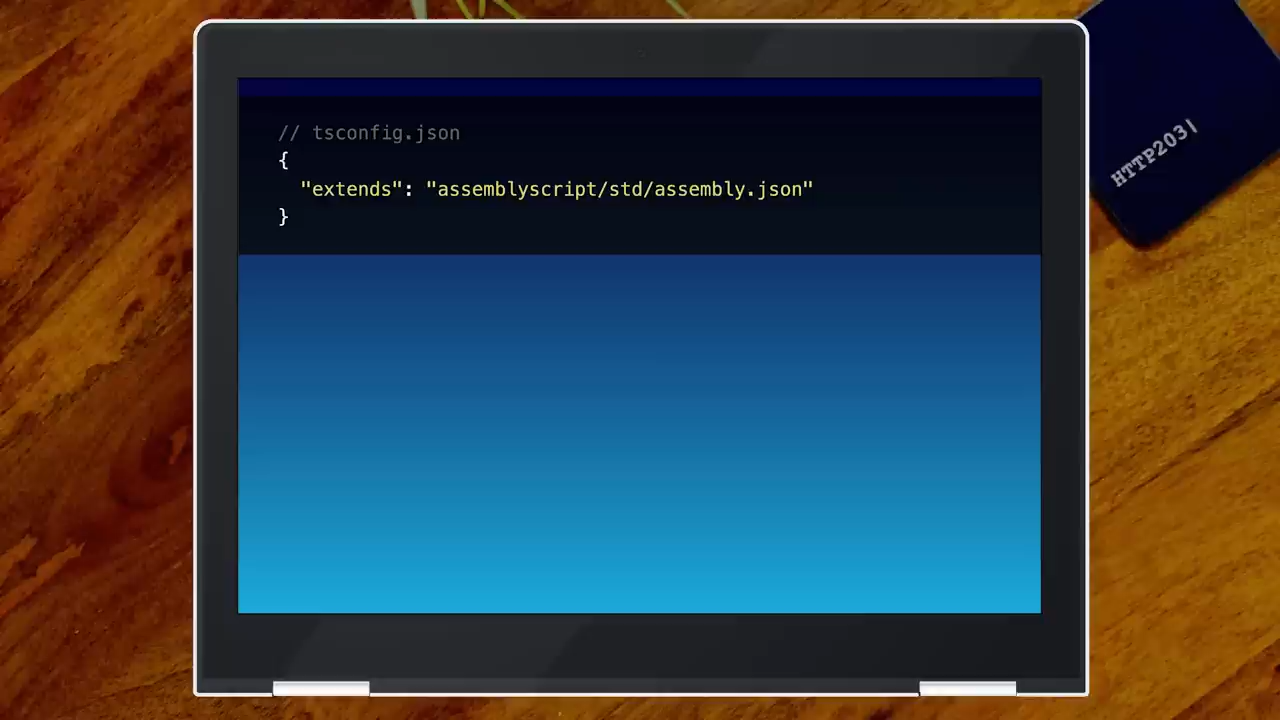 // tsconfig.json
{
  "extends": "assemblyscript/std/assembly.json"
}
HTTP203|